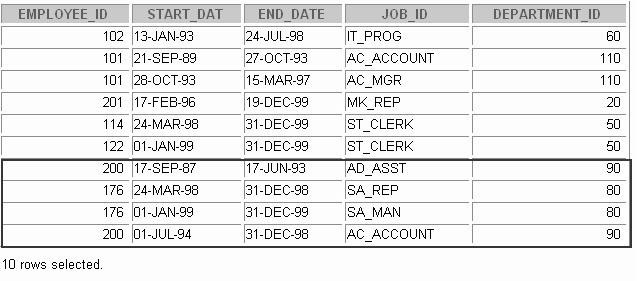 EMPLOYEE_ID START_DAT END_DATE JOB_ID DEPARTMENT_ID
102 13-JAN-93 24-JUL-98 IT_PROG 60
101 21-SEP-89 27-OCT-93 AC_ACCOUNT 110
101 28-OCT-93 15-MAR-97 AC_MGR 110
201 17-FEB-96 19-DEC-99 MK_REP 20
114 24-MAR-98 31-DEC-99 ST_CLERK 50
122 01-JAN-99 31-DEC-99 ST_CLERK 50
200 17-SEP-87 17-JUN-93 AD_ASST 90
176 24-MAR-98 31-DEC-98 SA_REP 80
176 01-JAN-99 31-DEC-99 SA_MAN 80
200 01-JUL-94 31-DEC-98 AC_ACCOUNT 90
10 rows selected.